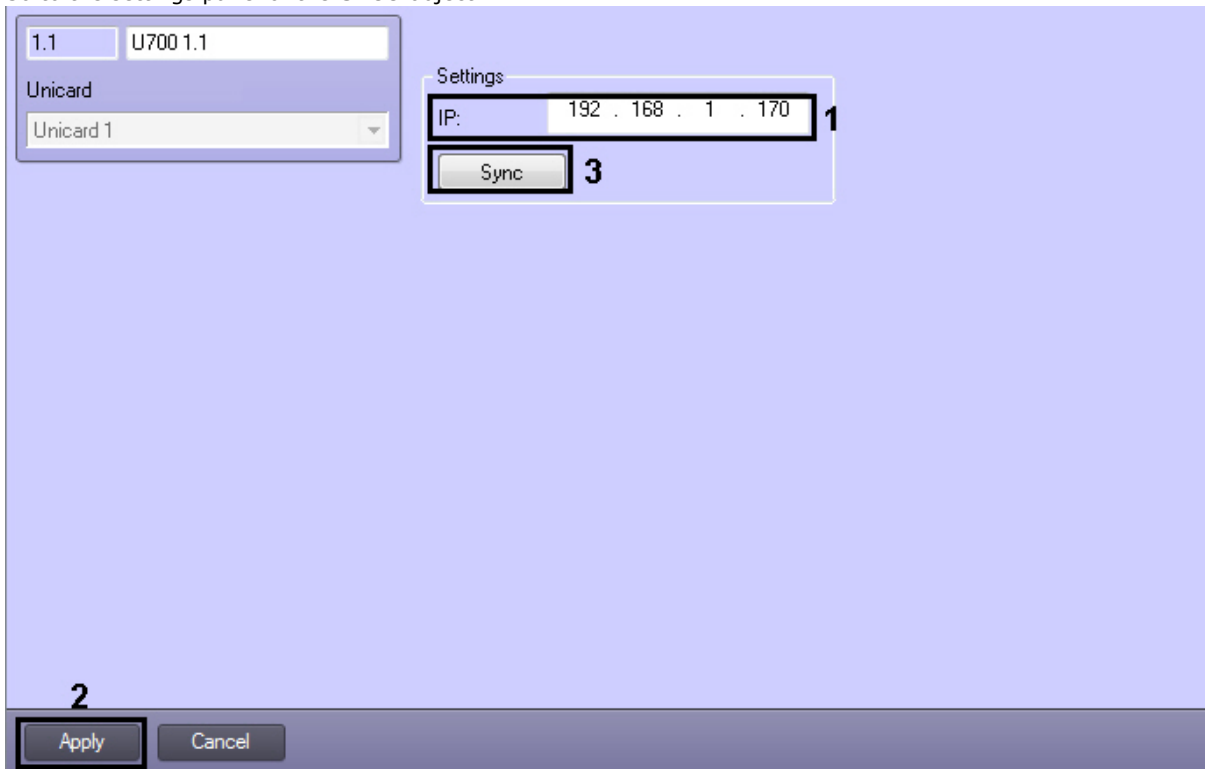 1.1 U700 1.1
Unicard
Unicard 1
Settings
IP: 192 . 168 . 1 . 170 1
Sync 3
2
Apply Cancel